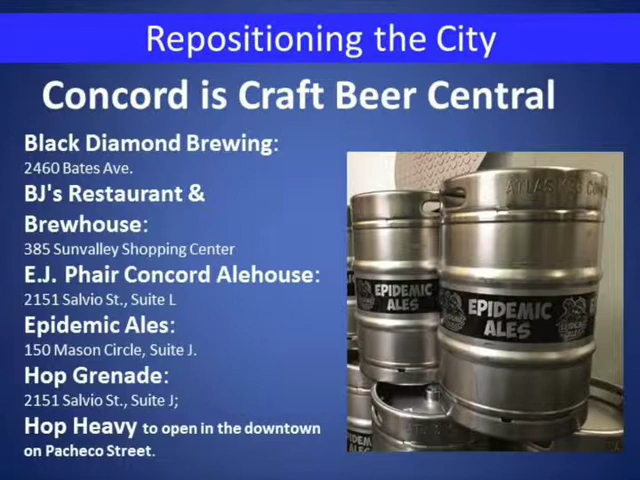 Repositioning the City
Concord is Craft Beer Central
Black Diamond Brewing:
2460 Bates Ave.
BJ's Restaurant &
Brewhouse:
385 Sunvalley Shopping Center
E.J. Phair Concord Alehouse:
2151 Salvio St., Suite L
Epidemic Ales:
150 Mason Circle, Suite J.
Hop Grenade:
2151 Salvio St., Suite J;
Hop Heavy to open in the downtown
on Pacheco Street.
ATLAS KEG
EPIDEMIC
ALES
EPIDEMIC
ALES